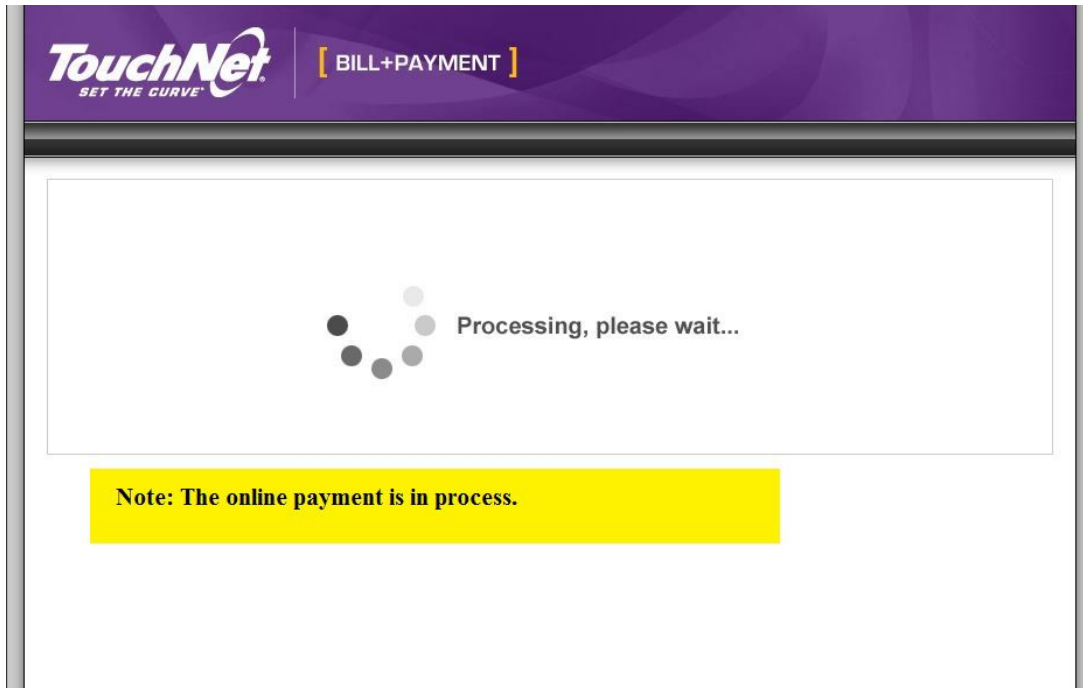 TouchNet®
SET THE CURVE®
[ BILL+PAYMENT ]
Processing, please wait...
Note: The online payment is in process.